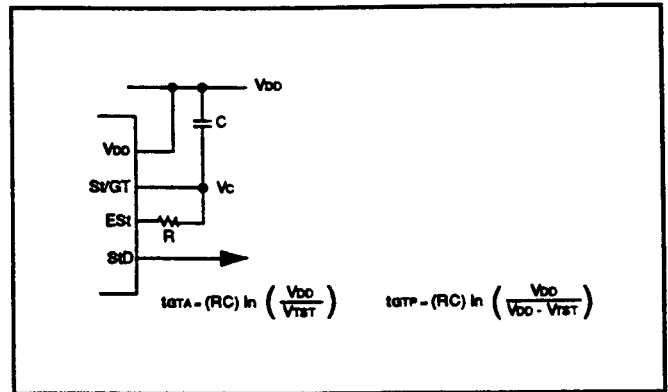 VDD
C
VDD
St/GT
Vc
ESt
R
StD
tGTA = (RC) ln ( VDD / VTST )
tGTP = (RC) ln ( VDD / VDD - VTST )